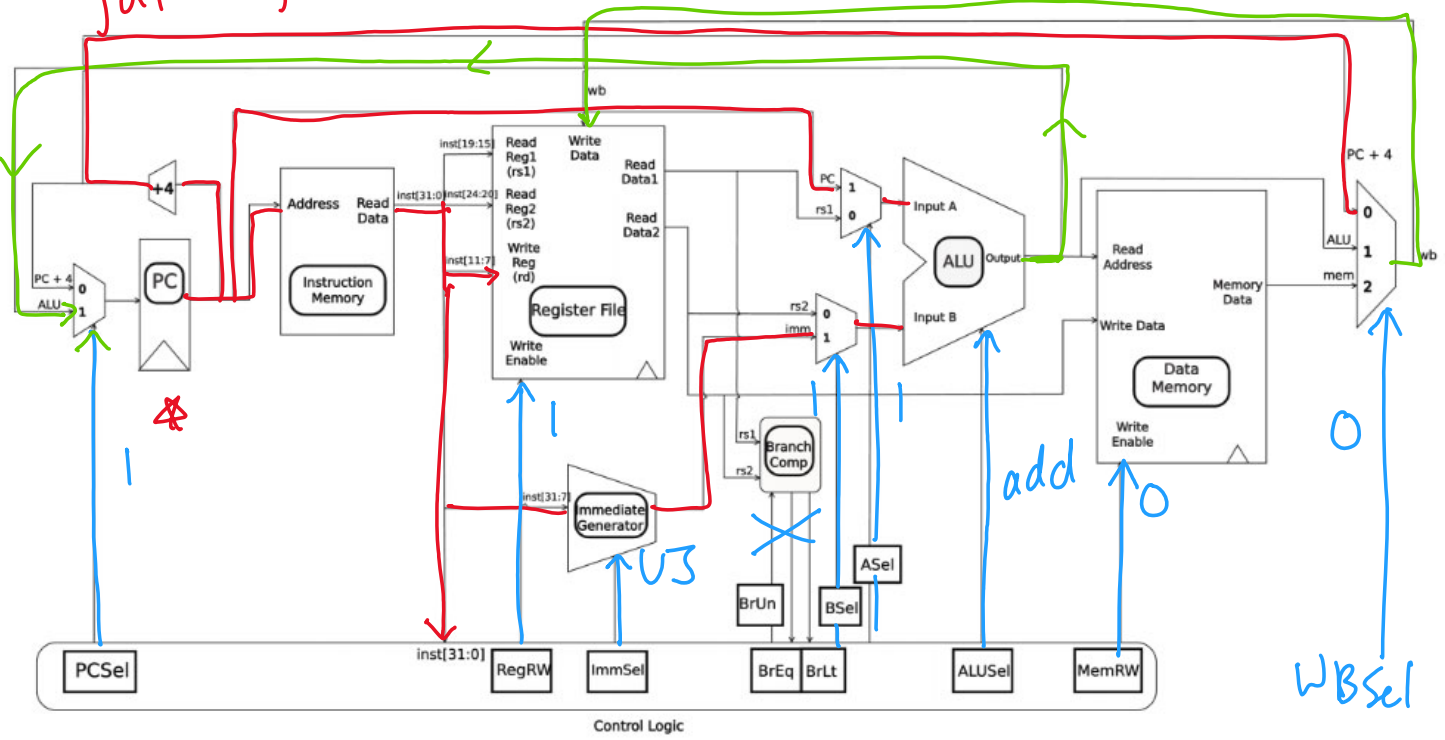 wb
PC + 4
inst[19:15]
Read
Reg1
(rs1)
Write
Data
Read
Data1
+4
PC
1
Address
Read
Data
inst[31:0]
inst[24:20]
Read
Reg2
(rs2)
rs1
0
Input A
0
Read
Data2
Write
Reg
(rd)
inst[11:7]
ALU
Output
Read
Address
ALU
1
wb
PC + 4
0
PC
Instruction
Memory
Memory
Data
mem
2
ALU
1
Register File
rs2
0
imm
1
Input B
Write Data
Write
Enable
Data
Memory
1
1
1
1
rs1
rs2
Branch
Comp
Write
Enable
0
add
0
inst[31:7]
Immediate
Generator
ASel
BrUn
BSel
inst[31:0]
PCSel
RegRW
ImmSel
BrEq
BrLt
ALUSel
MemRW
WBSel
Control Logic